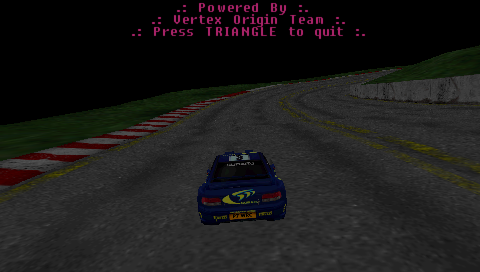 .: Powered By :.
.: Vertex Origin Team :.
.: Press TRIANGLE to quit :.